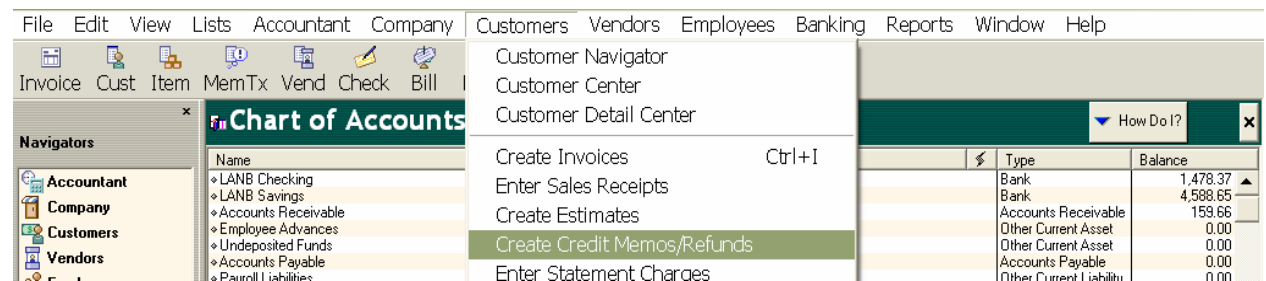 File Edit View Lists Accountant Company Customers Vendors Employees Banking Reports Window Help
Invoice Cust Item MemTx Vend Check Bill
Customer Navigator
Customer Center
Customer Detail Center
Create Invoices Ctrl+I
Enter Sales Receipts
Create Estimates
Create Credit Memos/Refunds
Enter Statement Charges
Navigators
Accountant
Company
Customers
Vendors
Chart of Accounts
How Do I?
Name Type Balance
LANB Checking Bank 1,478.37
LANB Savings Bank 4,588.65
Accounts Receivable Accounts Receivable 159.66
Employee Advances Other Current Asset 0.00
Undeposited Funds Other Current Asset 0.00
Accounts Payable Accounts Payable 0.00
Payroll Liabilities Other Current Liability 0.00